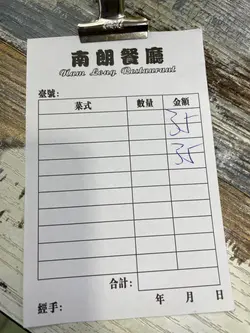 南朗餐廳
Nam Long Restaurant
臺號：
菜式 數量 金額
35
35
合計：
年 月 日
經手：